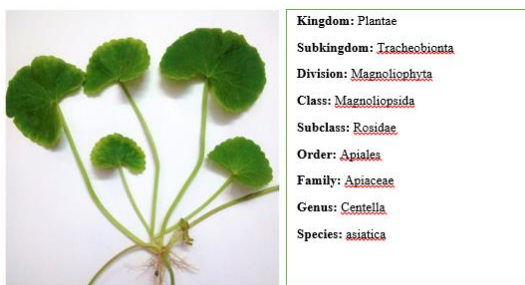 Kingdom: Plantae
Subkingdom: Tracheobionta
Division: Magnoliophyta
Class: Magnoliopsida
Subclass: Rosidae
Order: Apiales
Family: Apiaceae
Genus: Centella
Species: asiatica